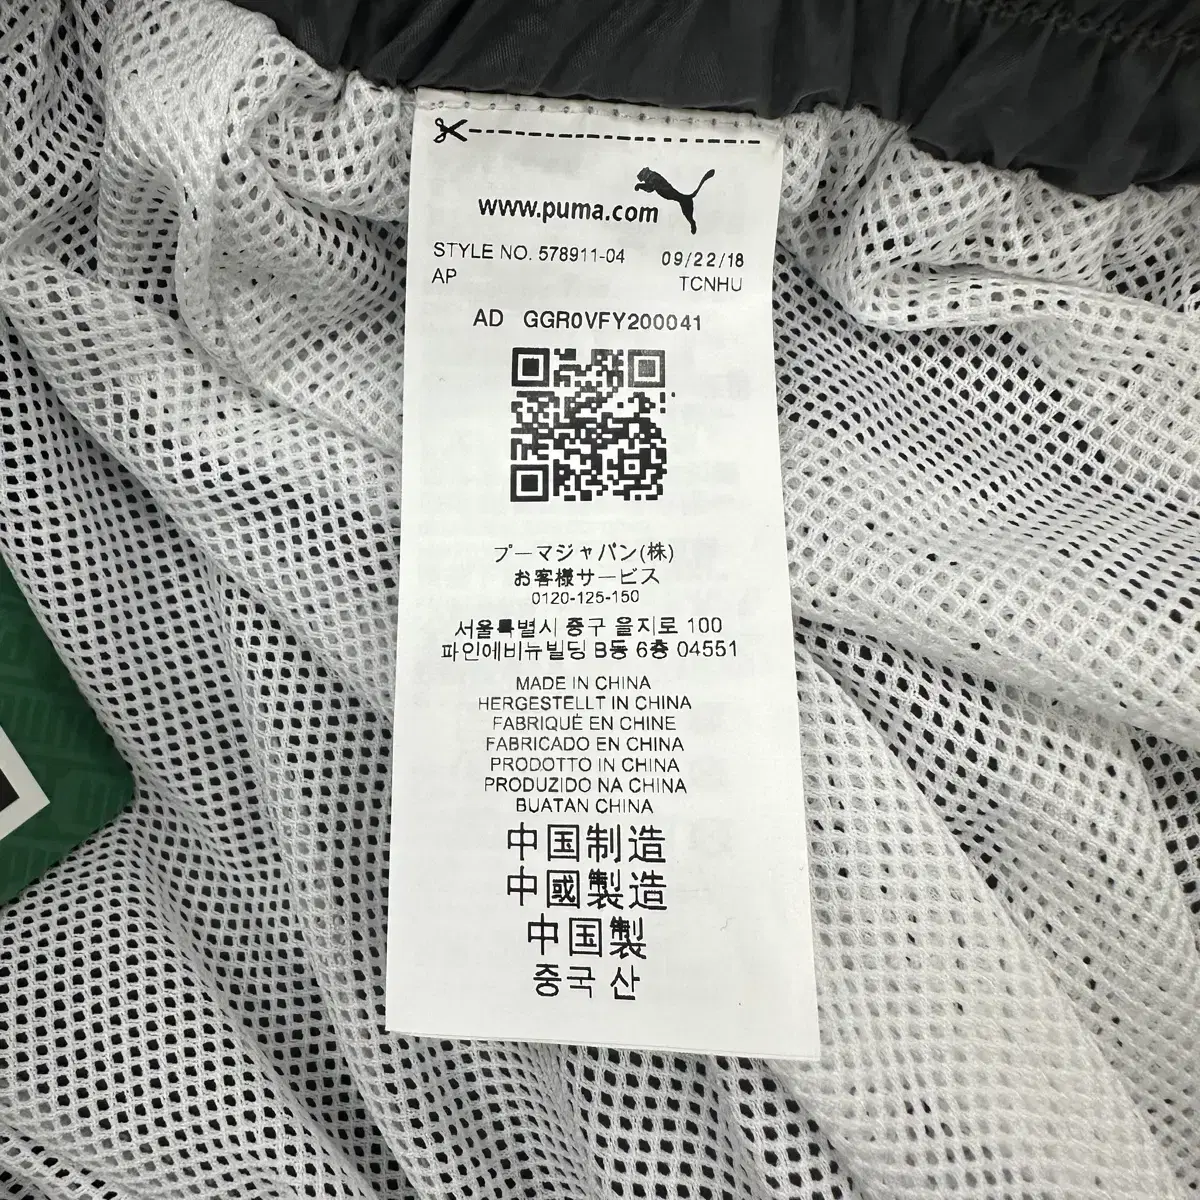 www.puma.com
STYLE NO. 578911-04 09/22/18
AP TCNHU
AD GGR0VFY200041
プーマジャパン(株)
お客様サービス
0120-125-150
서울특별시 중구 을지로 100
파인에비뉴빌딩 B동 6층 04551
MADE IN CHINA
HERGESTELLT IN CHINA
FABRIQUÉ EN CHINE
FABRICADO EN CHINA
PRODOTTO IN CHINA
PRODUZIDO NA CHINA
BUATAN CHINA
中国制造
中國製造
中国製
중국 산